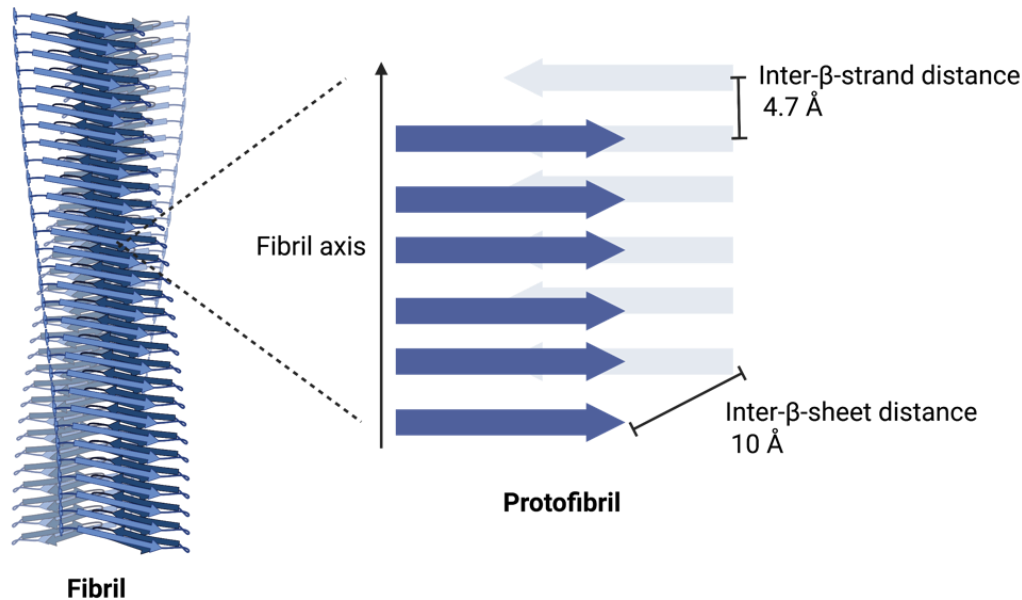 Inter-β-strand distance
4.7 Å
Fibril axis
Inter-β-sheet distance
10 Å
Protofibril
Fibril